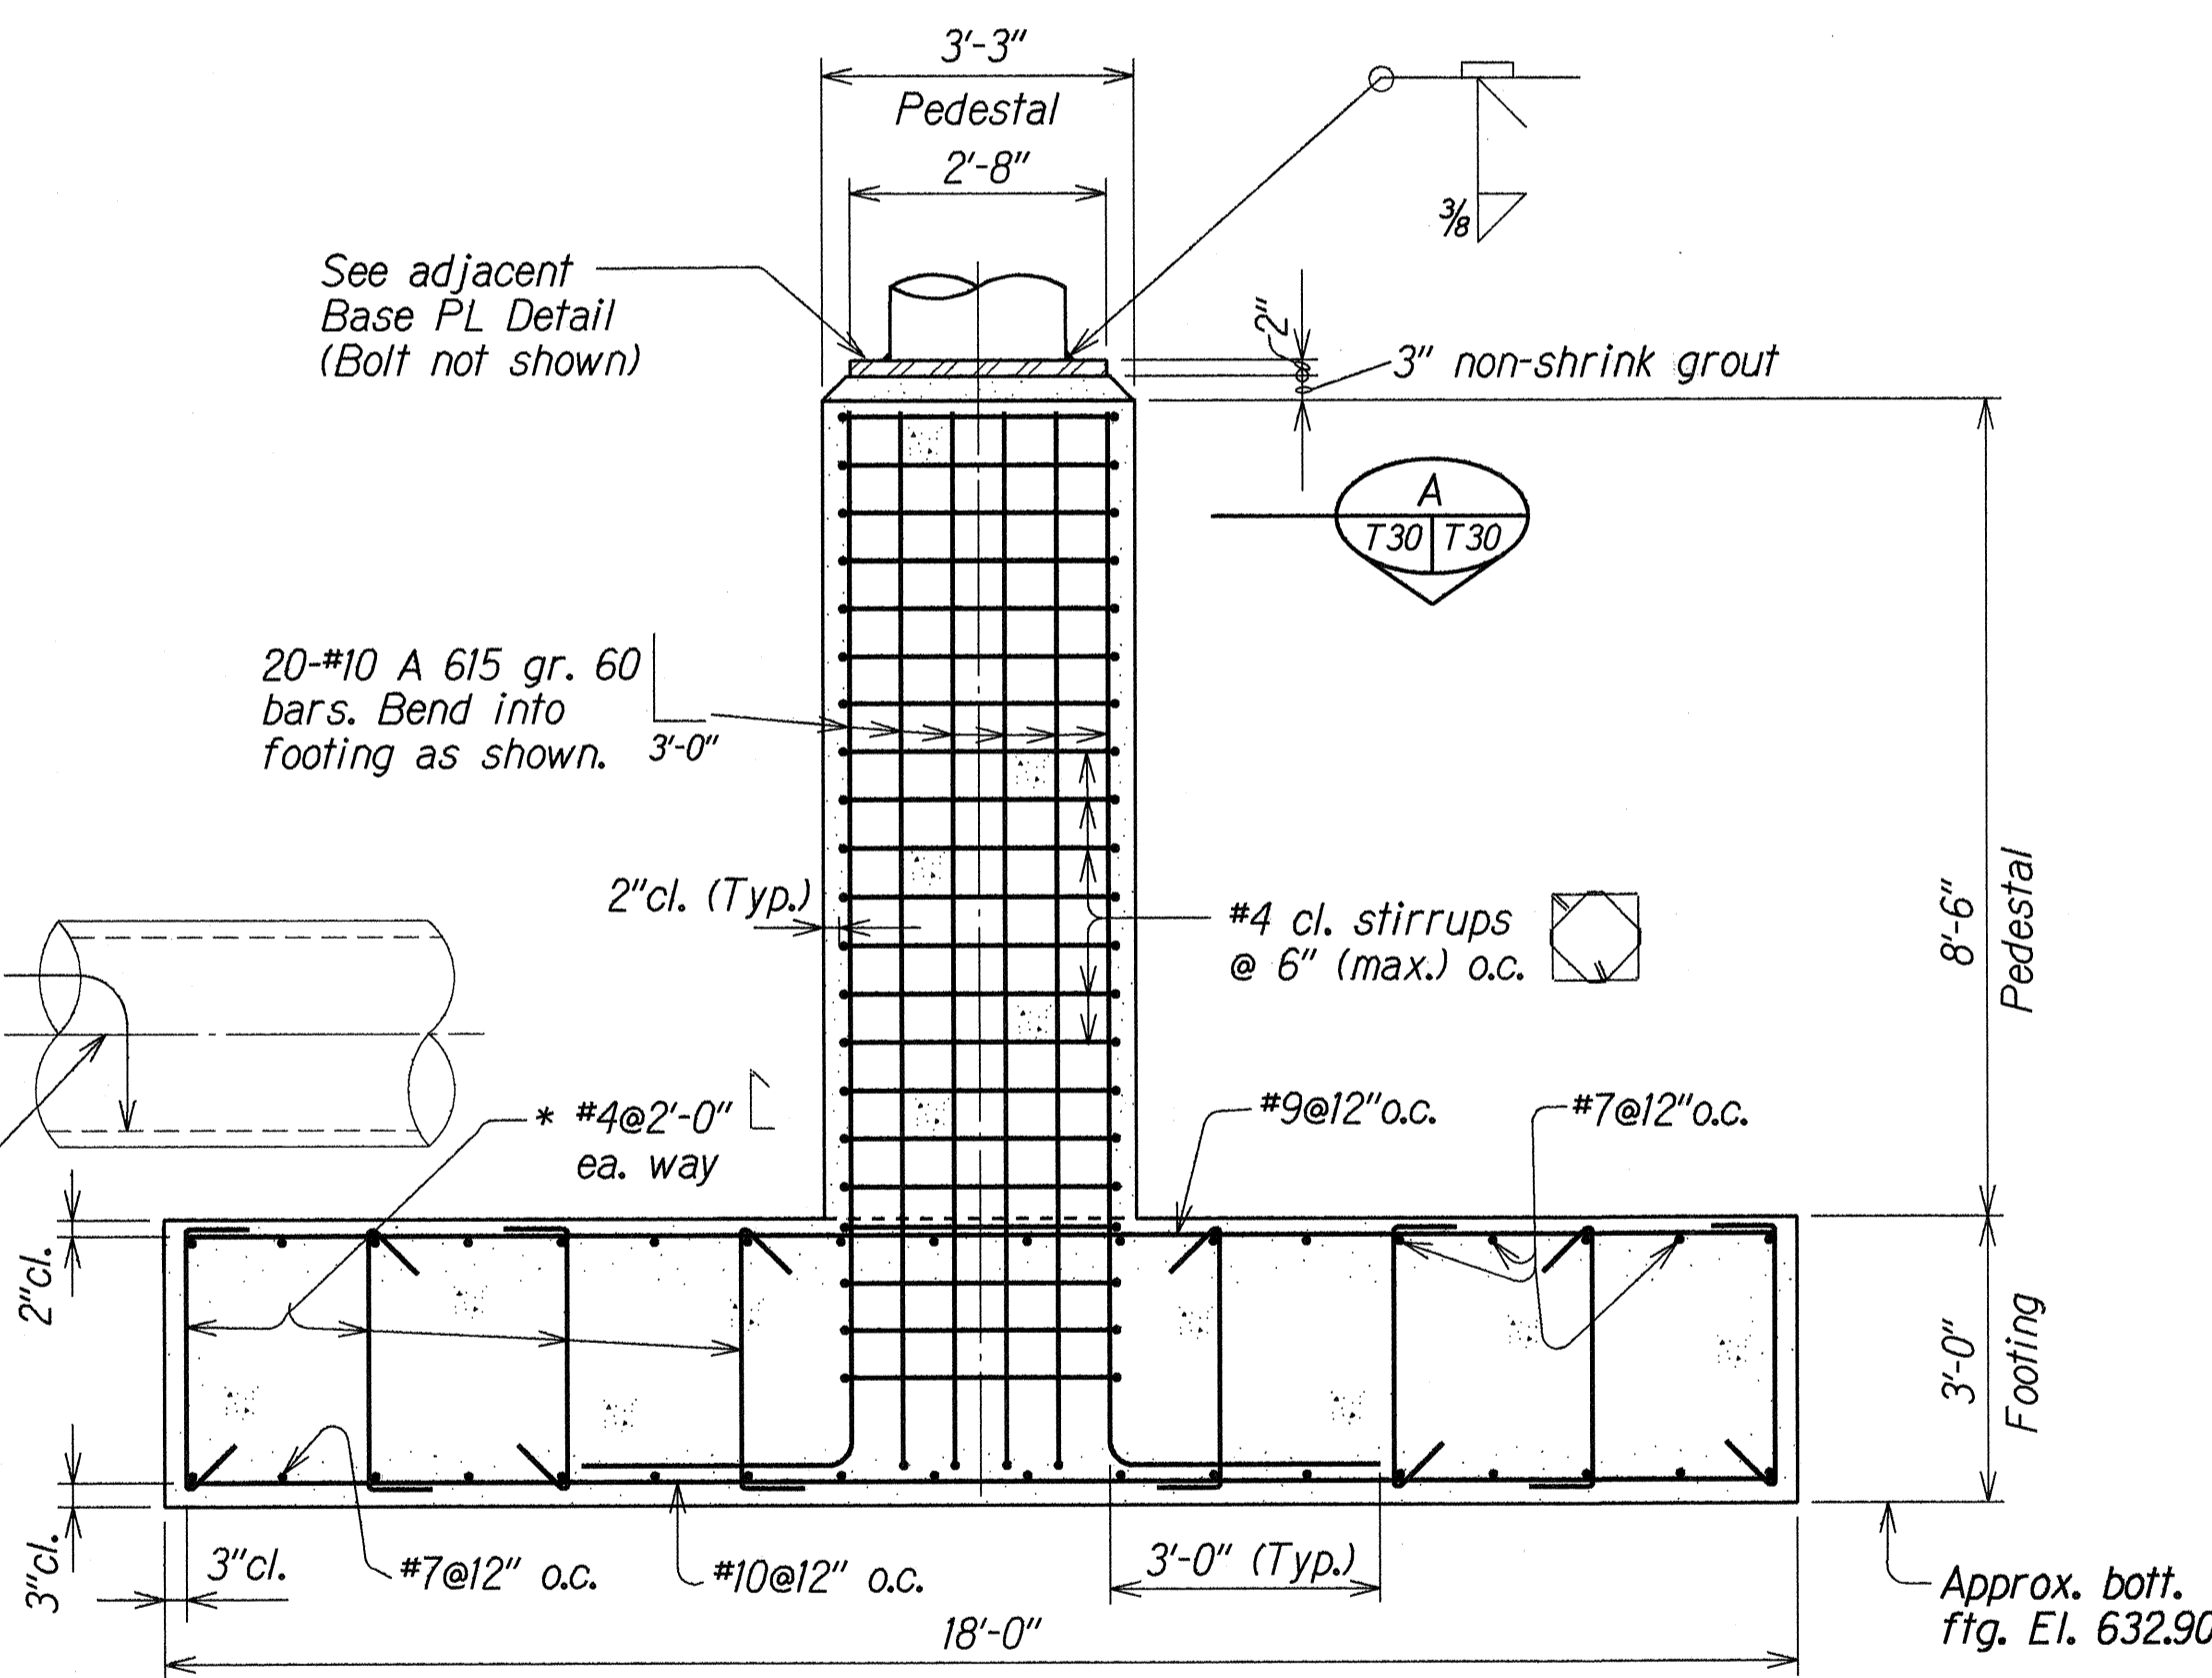 3'-3"
Pedestal
2'-8"
3/8
See adjacent
Base PL Detail
(Bolt not shown)
2"
3" non-shrink grout
A
T30 T30
20-#10 A 615 gr. 60
bars. Bend into
footing as shown.
3'-0"
2"cl. (Typ.)
#4 cl. stirrups
@ 6" (max.) o.c.
8'-6"
Pedestal
* #4@2'-0"
ea. way
#9@12"o.c.
#7@12"o.c.
2"cl.
3'-0"
Footing
3"cl.
3"cl.
#7@12" o.c.
#10@12" o.c.
3'-0" (Typ.)
18'-0"
Approx. bott.
ftg. El. 632.90